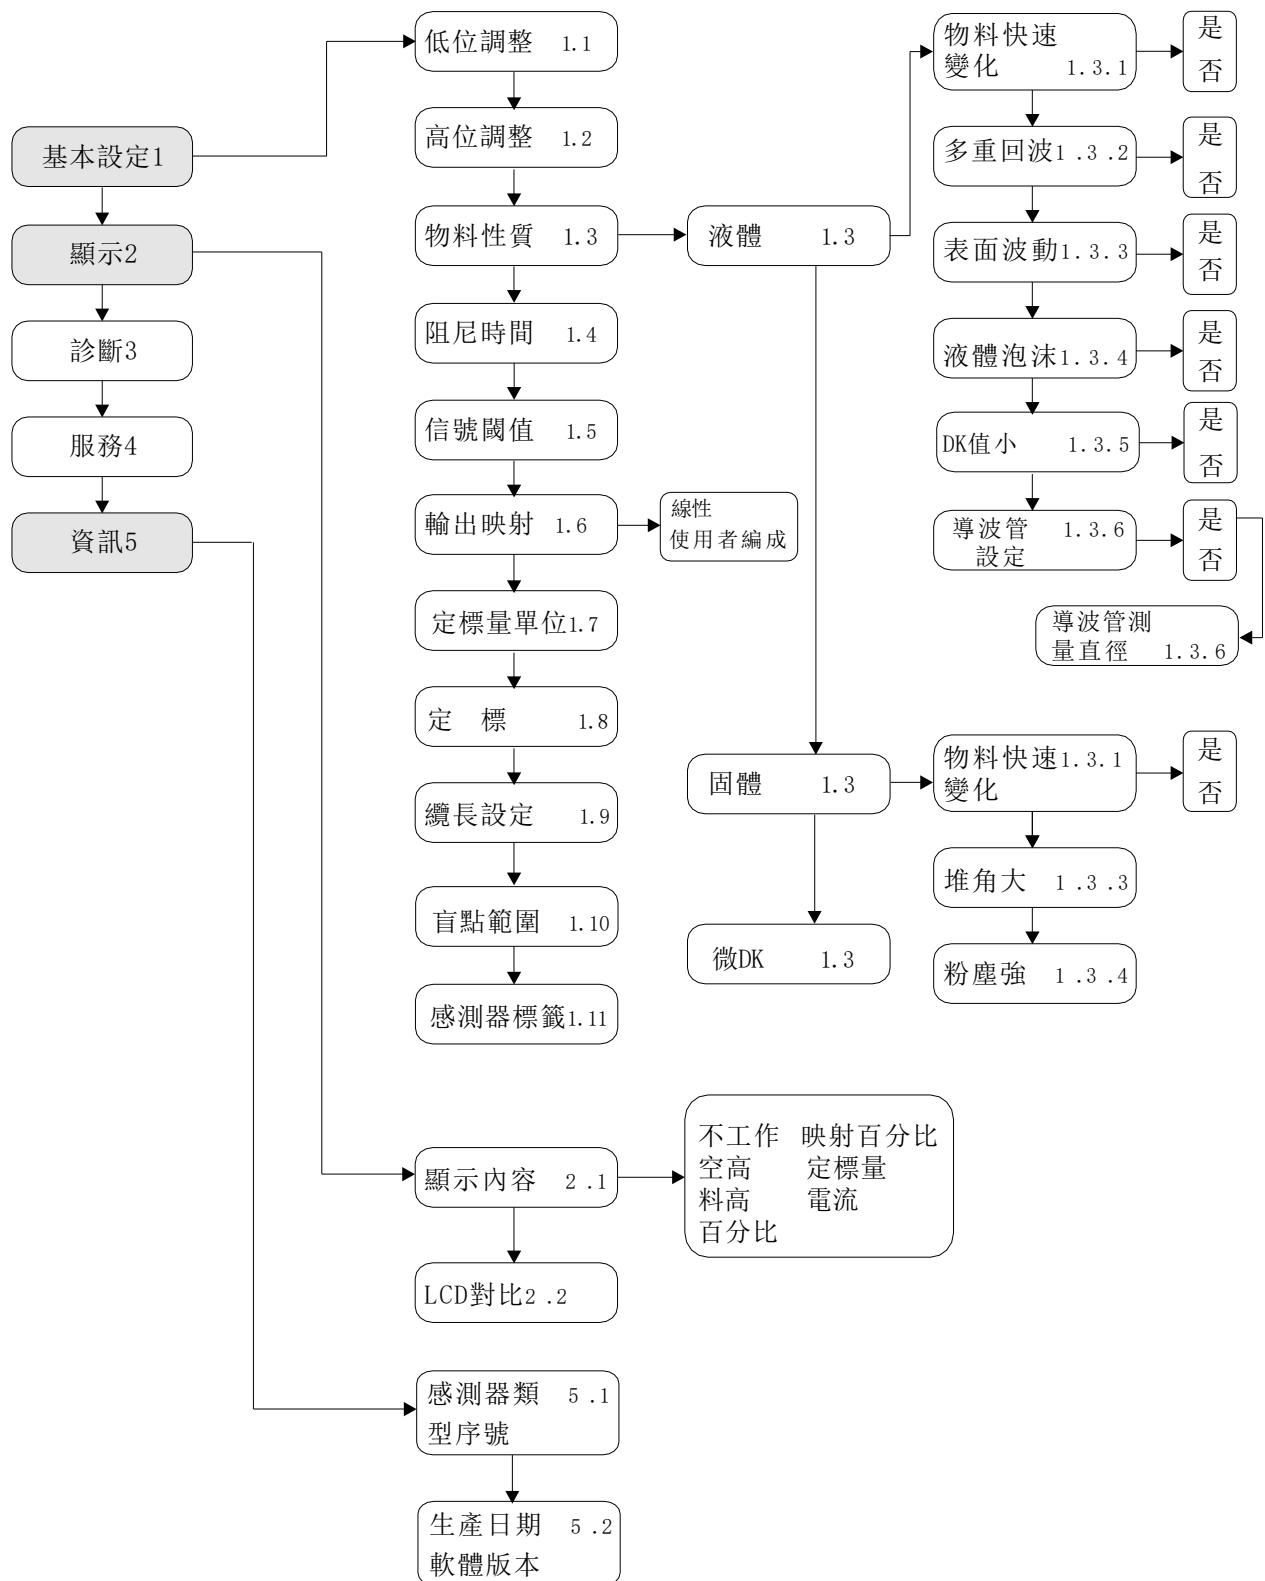 基本設定1
顯示2
診斷3
服務4
資訊5
低位調整 1.1
高位調整 1.2
物料性質 1.3
阻尼時間 1.4
信號閾值 1.5
輸出映射 1.6
線性
使用者編成
定標量單位1.7
定 標 1.8
纜長設定 1.9
盲點範圍 1.10
感測器標籤1.11
液體 1.3
固體 1.3
微DK 1.3
物料快速
變化 1.3.1
是
否
多重回波1.3.2
是
否
表面波動1.3.3
是
否
液體泡沫1.3.4
是
否
DK值小 1.3.5
是
否
導波管 1.3.6
設定
是
否
導波管測
量直徑 1.3.6
物料快速1.3.1
變化
是
否
堆角大 1.3.3
粉塵強 1.3.4
顯示內容 2.1
不工作 映射百分比
空高 定標量
料高 電流
百分比
LCD對比2.2
感測器類 5.1
型序號
生產日期 5.2
軟體版本